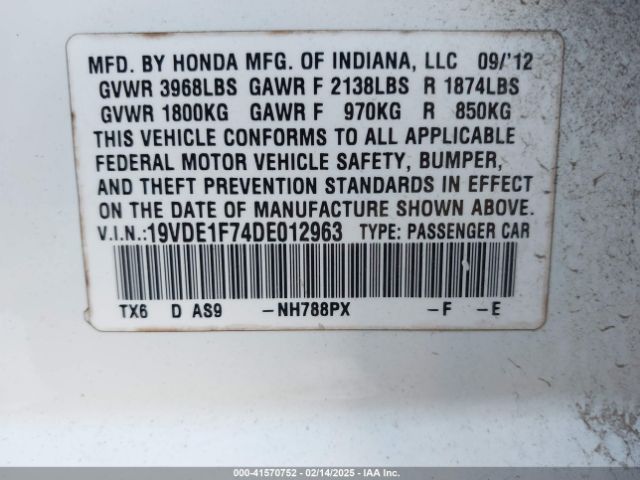 MFD. BY HONDA MFG. OF INDIANA, LLC 09/'12
GVWR 3968LBS GAWR F 2138LBS R 1874LBS
GVWR 1800KG GAWR F 970KG R 850KG
THIS VEHICLE CONFORMS TO ALL APPLICABLE
FEDERAL MOTOR VEHICLE SAFETY, BUMPER,
AND THEFT PREVENTION STANDARDS IN EFFECT
ON THE DATE OF MANUFACTURE SHOWN ABOVE.
V.I.N.:19VDE1F74DE012963 TYPE: PASSENGER CAR
TX6 D AS9 –NH788PX –F –E
000-41570752 - 02/14/2025 - IAAI.com